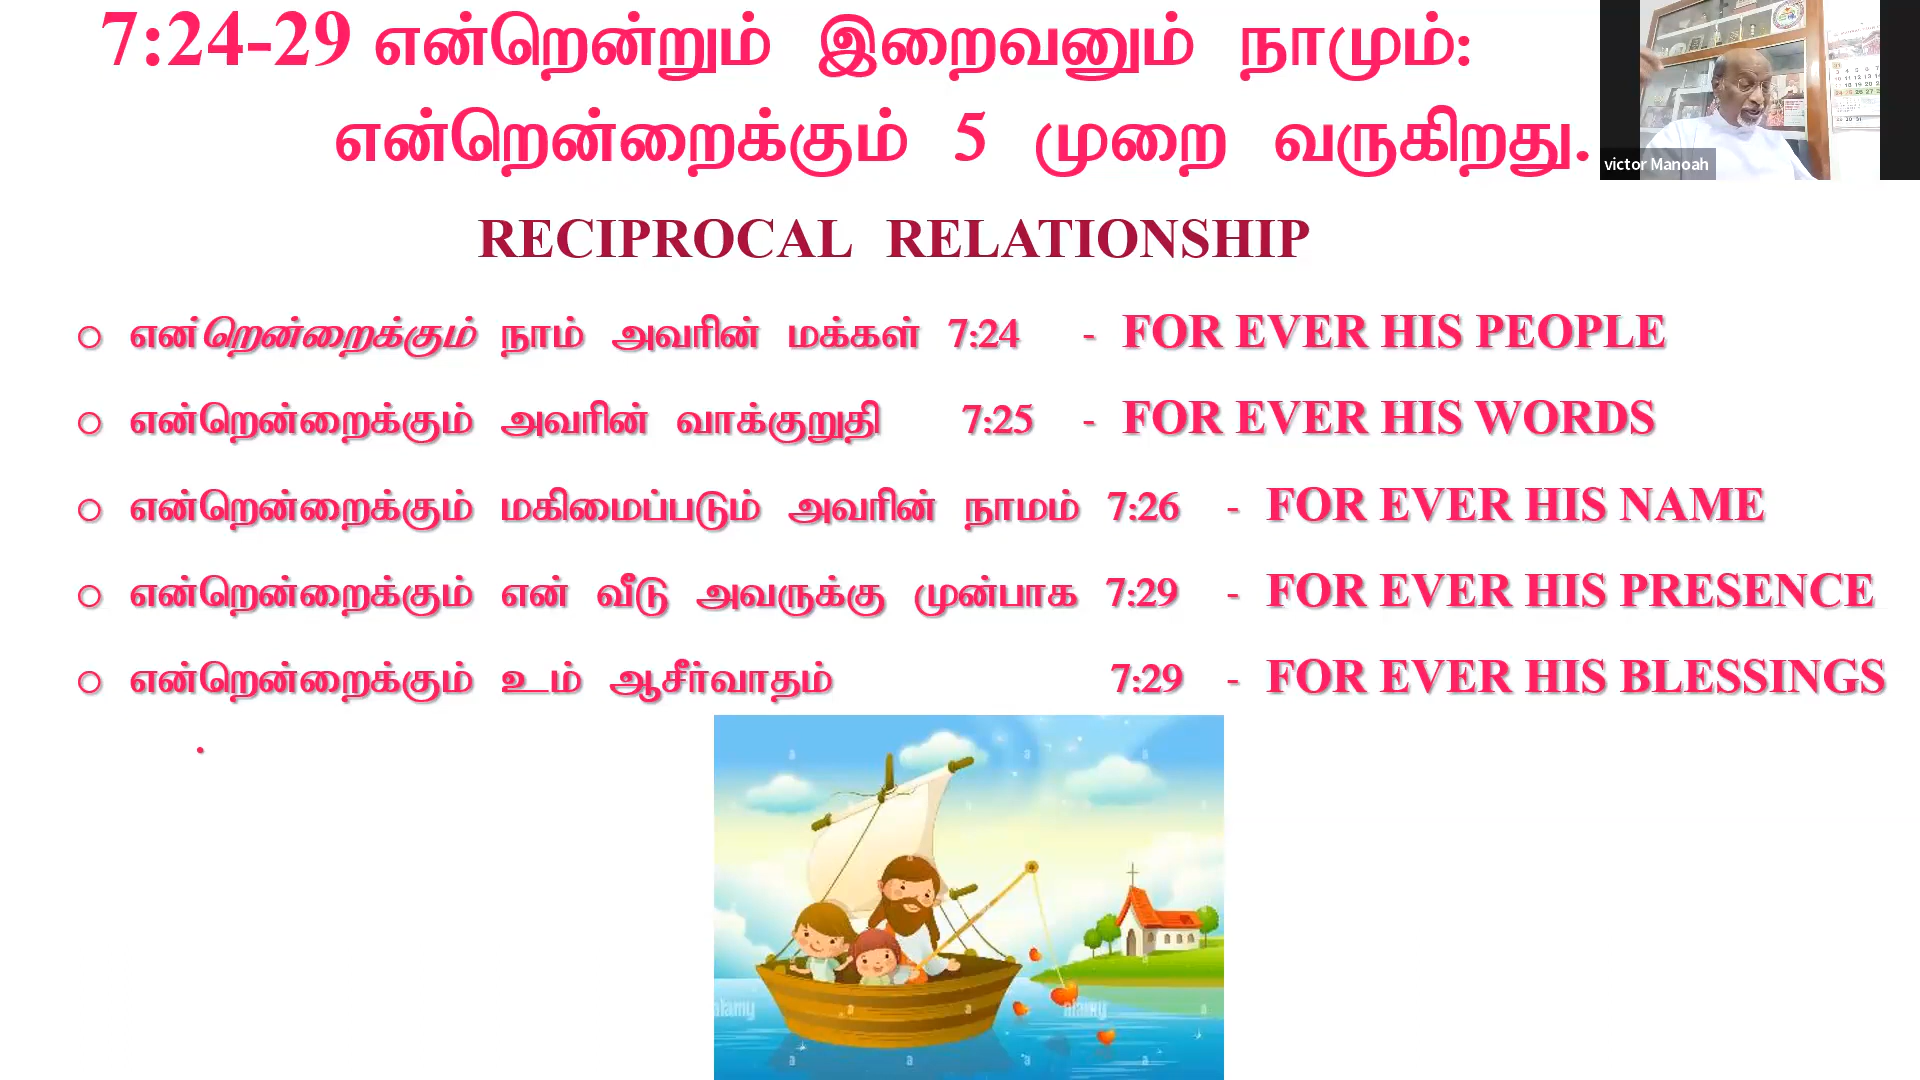 7:24-29 என்றென்றும் இறைவனும் நாமும்:
என்றென்றைக்கும் 5 முறை வருகிறது.
victor Manoah
RECIPROCAL RELATIONSHIP
என்றென்றைக்கும் நாம் அவரின் மக்கள் 7:24 - FOR EVER HIS PEOPLE
என்றென்றைக்கும் அவரின் வாக்குறுதி 7:25 - FOR EVER HIS WORDS
என்றென்றைக்கும் மகிமைப்படும் அவரின் நாமம் 7:26 - FOR EVER HIS NAME
என்றென்றைக்கும் என் வீடு அவருக்கு முன்பாக 7:29 - FOR EVER HIS PRESENCE
என்றென்றைக்கும் உம் ஆசீர்வாதம் 7:29 - FOR EVER HIS BLESSINGS
.
alamy
alamy